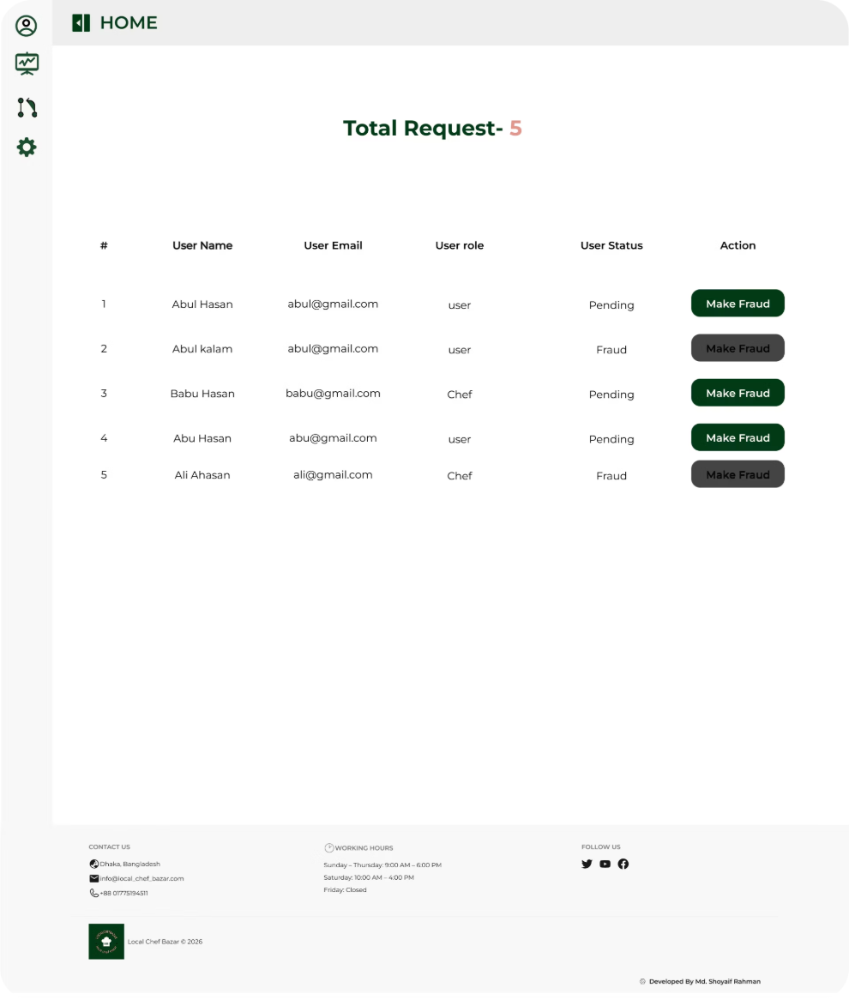 HOME
Total Request- 5
# User Name User Email User role User Status Action
1 Abul Hasan abul@gmail.com user Pending Make Fraud
2 Abul kalam abul@gmail.com user Fraud Make Fraud
3 Babu Hasan babu@gmail.com Chef Pending Make Fraud
4 Abu Hasan abu@gmail.com user Pending Make Fraud
5 Ali Ahasan ali@gmail.com Chef Fraud Make Fraud
CONTACT US
Dhaka, Bangladesh
info@local_chef_bazar.com
+88 01775194511
WORKING HOURS
Sunday – Thursday: 9:00 AM – 6:00 PM
Saturday: 10:00 AM – 4:00 PM
Friday: Closed
FOLLOW US
Local Chef Bazar © 2026
Developed By Md. Shoyaif Rahman